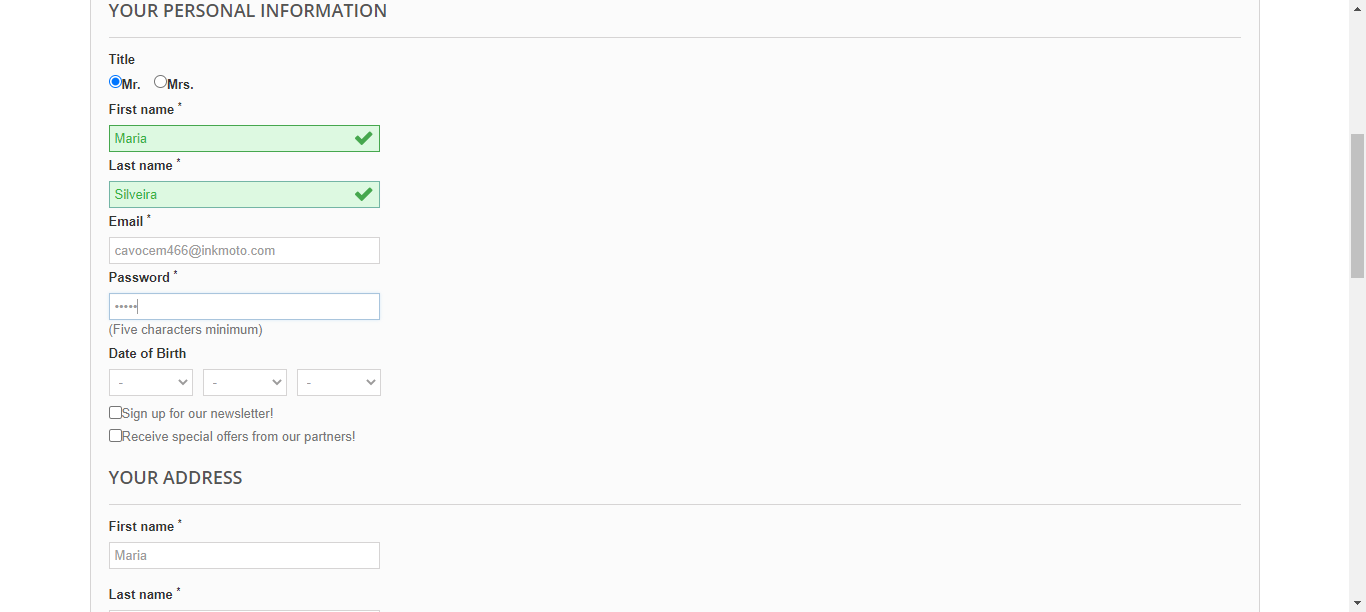 YOUR PERSONAL INFORMATION
Title
Mr. Mrs.
First name *
Maria
Last name *
Silveira
Email *
cavocem466@inkmoto.com
Password *
•••••
(Five characters minimum)
Date of Birth
- - -
Sign up for our newsletter!
Receive special offers from our partners!
YOUR ADDRESS
First name *
Maria
Last name *